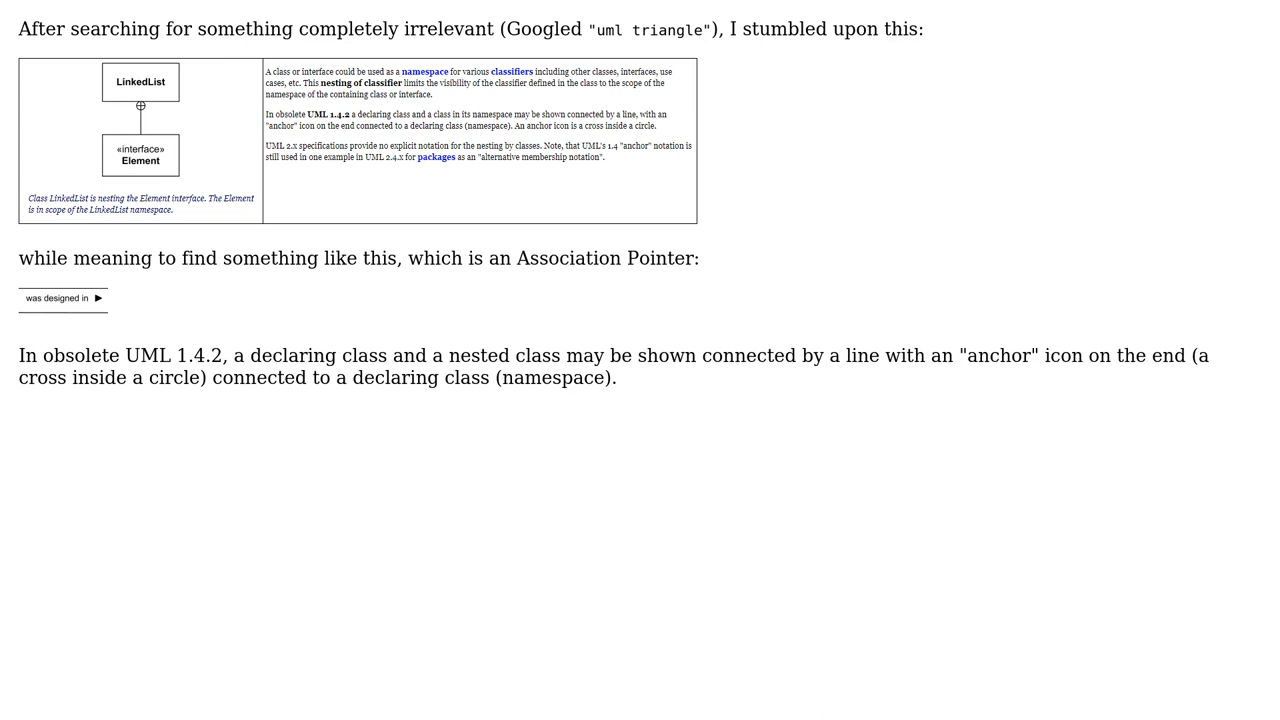 After searching for something completely irrelevant (Googled "uml triangle"), I stumbled upon this:
LinkedList
«interface»
Element
Class LinkedList is nesting the Element interface. The Element
is in scope of the LinkedList namespace.
A class or interface could be used as a namespace for various classifiers including other classes, interfaces, use
cases, etc. This nesting of classifier limits the visibility of the classifier defined in the class to the scope of the
namespace of the containing class or interface.
In obsolete UML 1.4.2 a declaring class and a class in its namespace may be shown connected by a line, with an
"anchor" icon on the end connected to a declaring class (namespace). An anchor icon is a cross inside a circle.
UML 2.x specifications provide no explicit notation for the nesting by classes. Note, that UML's 1.4 "anchor" notation is
still used in one example in UML 2.4.x for packages as an "alternative membership notation".
while meaning to find something like this, which is an Association Pointer:
was designed in
In obsolete UML 1.4.2, a declaring class and a nested class may be shown connected by a line with an "anchor" icon on the end (a
cross inside a circle) connected to a declaring class (namespace).